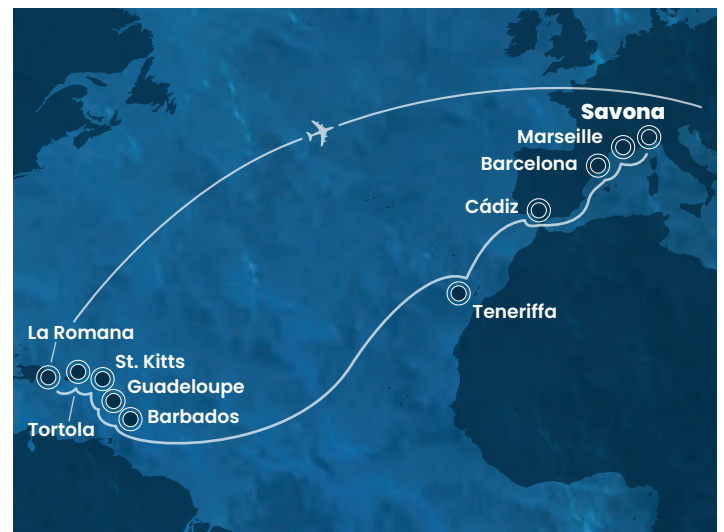 Savona
Marseille
Barcelona
Cádiz
Teneriffa
La Romana
St. Kitts
Guadeloupe
Barbados
Tortola